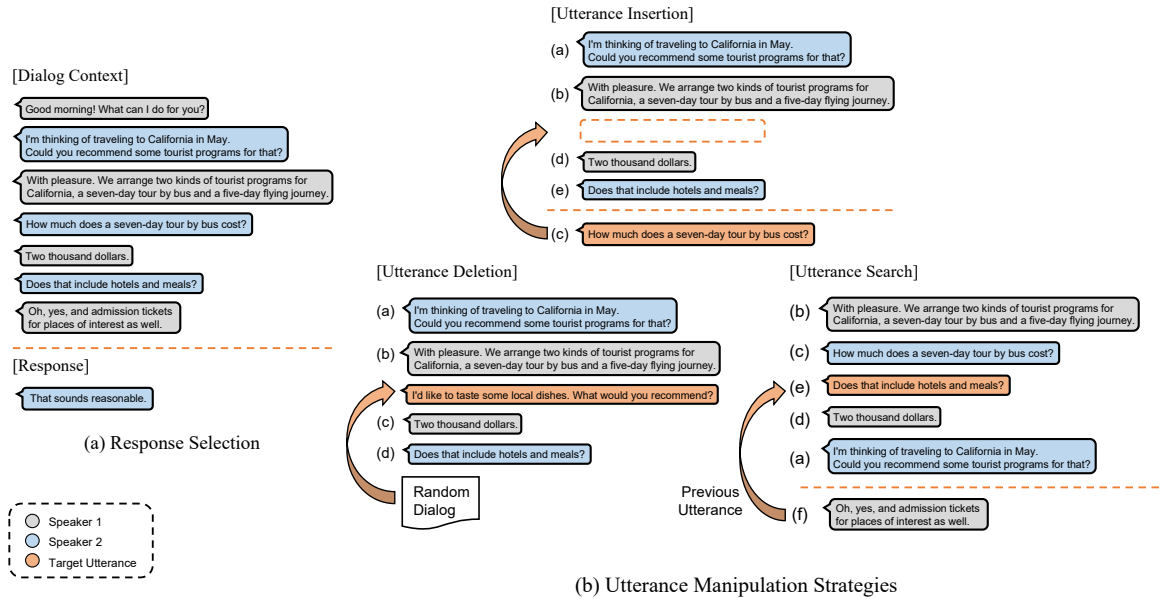 [Dialog Context]
Good morning! What can I do for you?
I'm thinking of traveling to California in May.
Could you recommend some tourist programs for that?
With pleasure. We arrange two kinds of tourist programs for
California, a seven-day tour by bus and a five-day flying journey.
How much does a seven-day tour by bus cost?
Two thousand dollars.
Does that include hotels and meals?
Oh, yes, and admission tickets
for places of interest as well.
[Response]
That sounds reasonable.
(a) Response Selection
Speaker 1
Speaker 2
Target Utterance
[Utterance Insertion]
(a)
I'm thinking of traveling to California in May.
Could you recommend some tourist programs for that?
(b)
With pleasure. We arrange two kinds of tourist programs for
California, a seven-day tour by bus and a five-day flying journey.
(d) Two thousand dollars.
(e) Does that include hotels and meals?
(c) How much does a seven-day tour by bus cost?
[Utterance Deletion]
(a)
I'm thinking of traveling to California in May.
Could you recommend some tourist programs for that?
(b)
With pleasure. We arrange two kinds of tourist programs for
California, a seven-day tour by bus and a five-day flying journey.
I'd like to taste some local dishes. What would you recommend?
(c) Two thousand dollars.
(d) Does that include hotels and meals?
Random
Dialog
[Utterance Search]
(b)
With pleasure. We arrange two kinds of tourist programs for
California, a seven-day tour by bus and a five-day flying journey.
(c) How much does a seven-day tour by bus cost?
(e) Does that include hotels and meals?
(d) Two thousand dollars.
(a)
I'm thinking of traveling to California in May.
Could you recommend some tourist programs for that?
Previous
Utterance
(f)
Oh, yes, and admission tickets
for places of interest as well.
(b) Utterance Manipulation Strategies